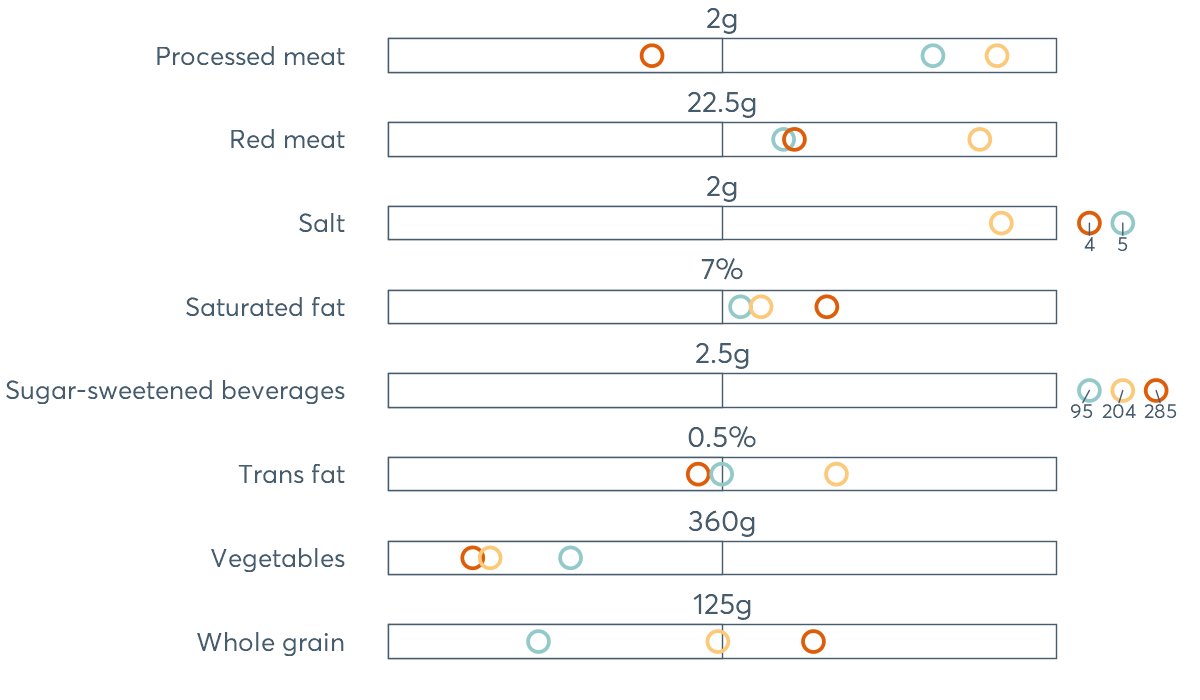 2g
Processed meat
22.5g
Red meat
2g
Salt
4 5
7%
Saturated fat
2.5g
Sugar-sweetened beverages
95 204 285
0.5%
Trans fat
360g
Vegetables
125g
Whole grain